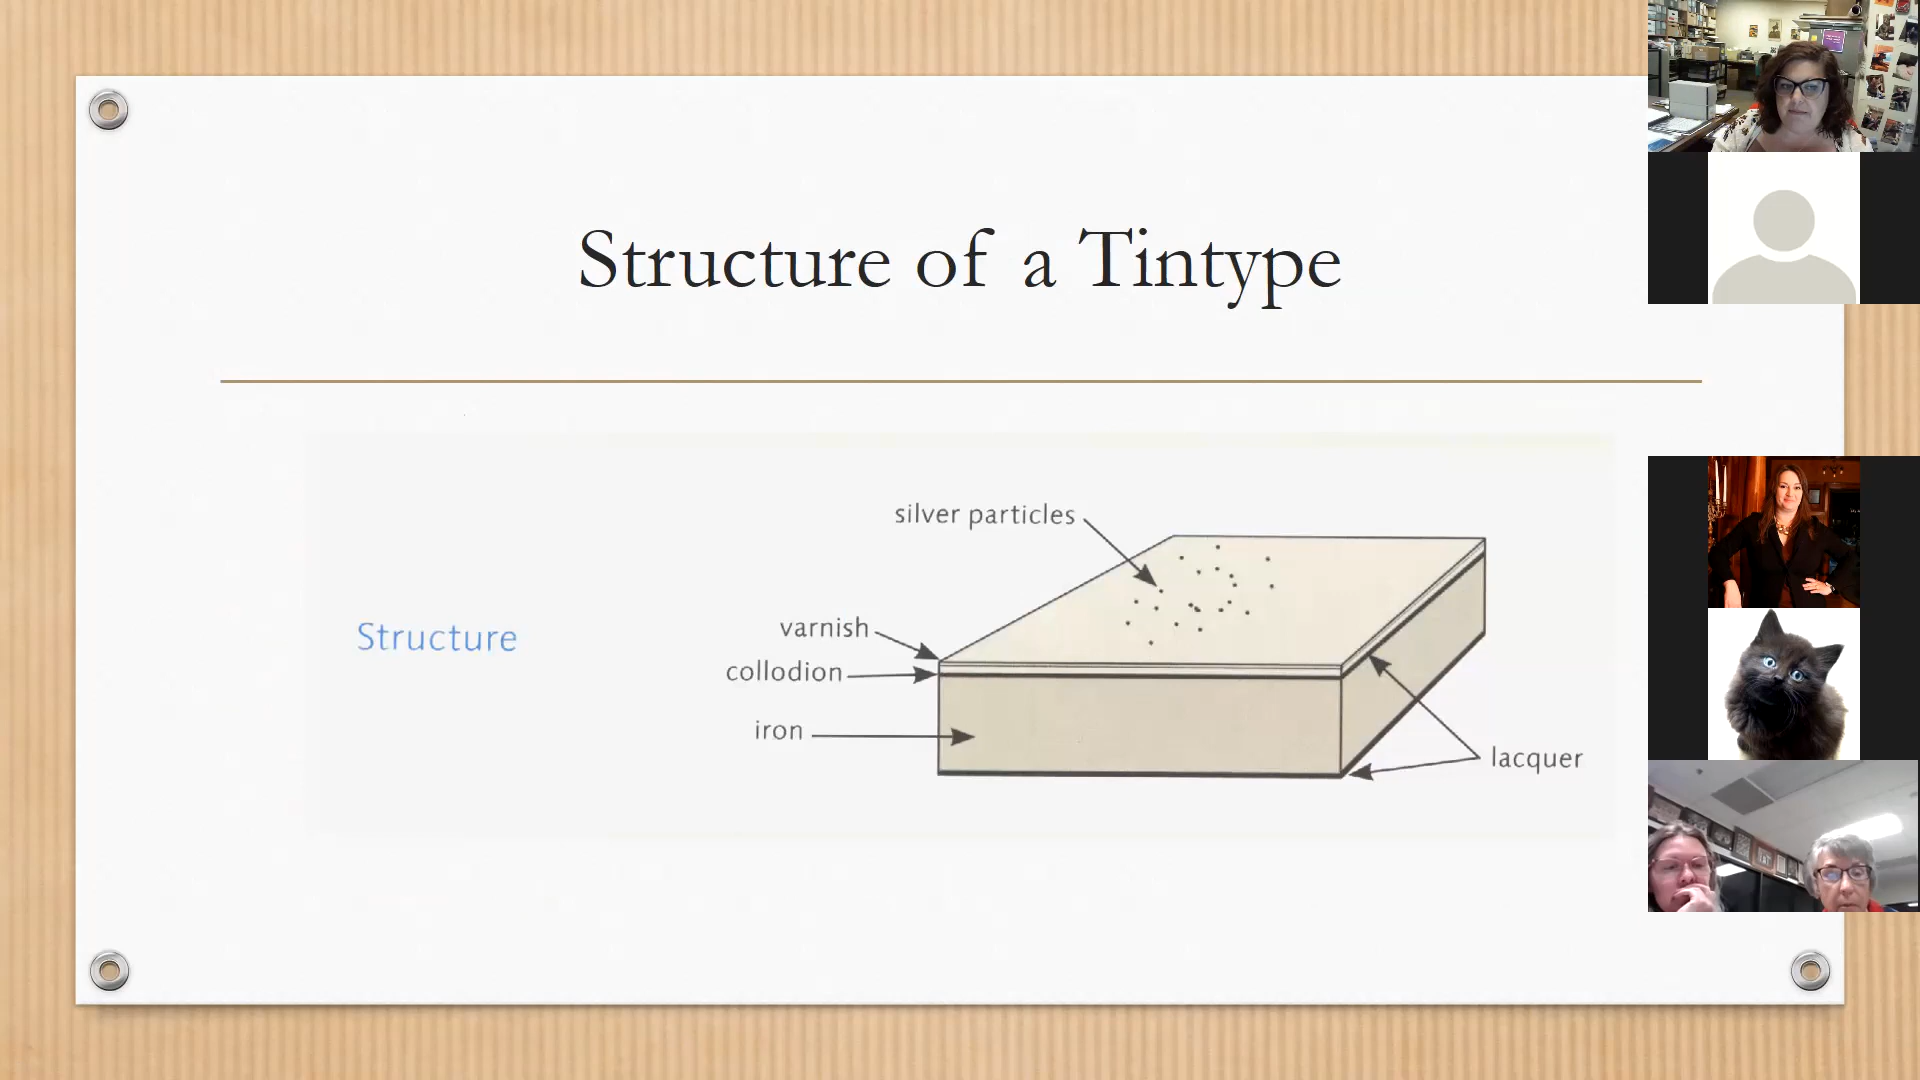 Structure of a Tintype
silver particles
varnish
Structure
collodion
iron
lacquer